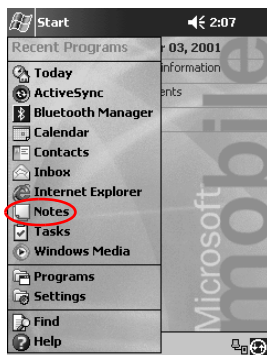 Start 2:07
Recent Programs
r 03, 2001
Today
information
ActiveSync
ents
Bluetooth Manager
Calendar
Contacts
Inbox
Internet Explorer
Notes
Tasks
Windows Media
Programs
Settings
Find
Help
Microsoft
mobile